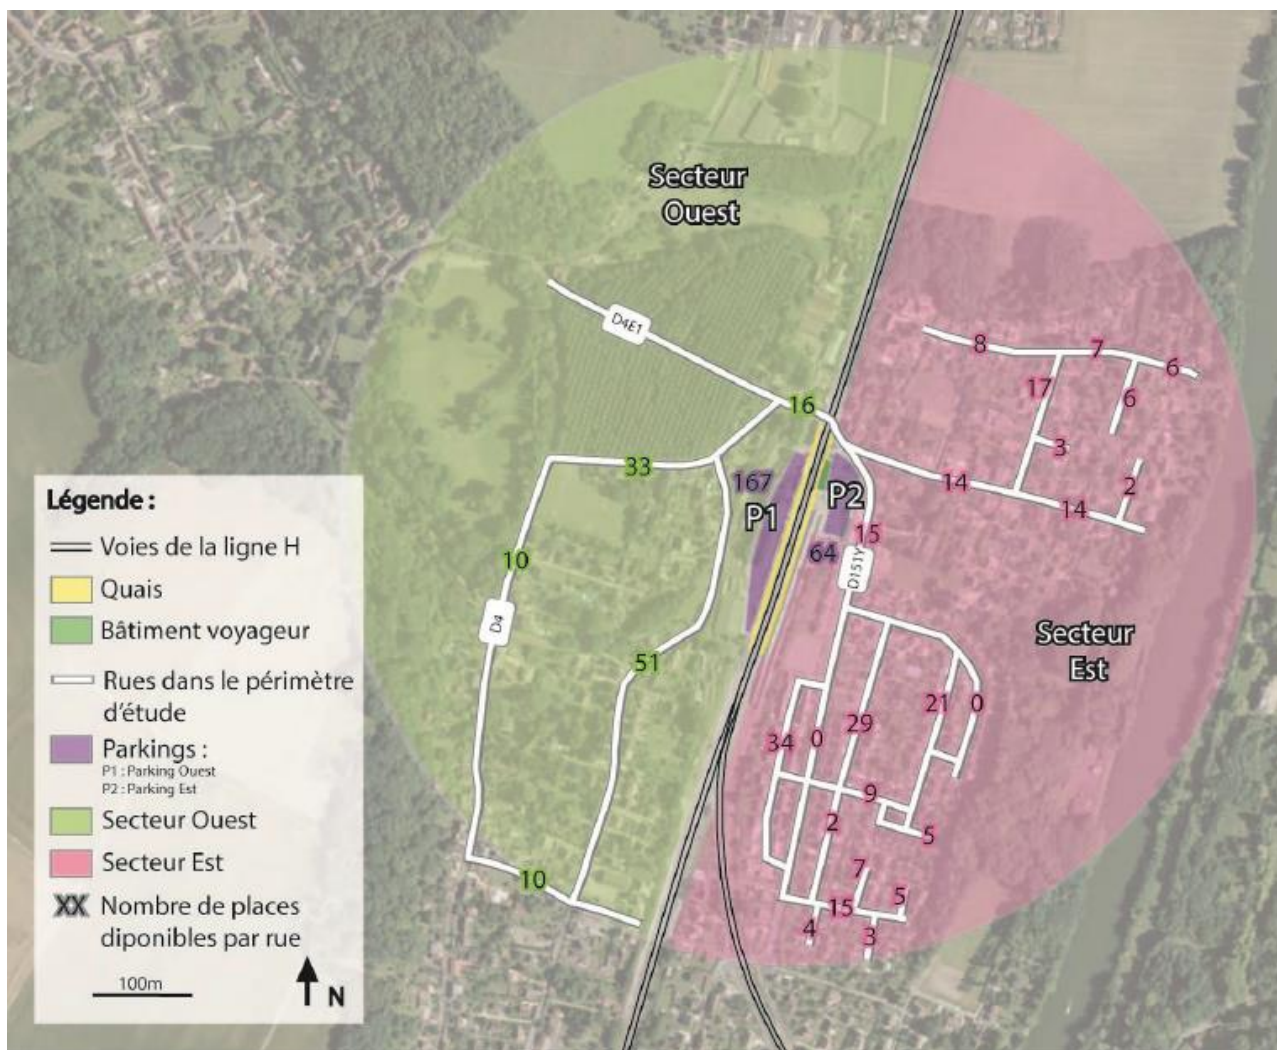 Secteur
Ouest
D4E1
16
8
7
6
17
6
3
33
167
P1
P2
14
2
14
15
64
D151Y
10
D4
51
Secteur
Est
21
0
29
34
0
9
2
5
7
5
15
4
3
10
Légende :
Voies de la ligne H
Quais
Bâtiment voyageur
Rues dans le périmètre
d'étude
Parkings :
P1 : Parking Ouest
P2 : Parking Est
Secteur Ouest
Secteur Est
XX Nombre de places
diponibles par rue
100m
N